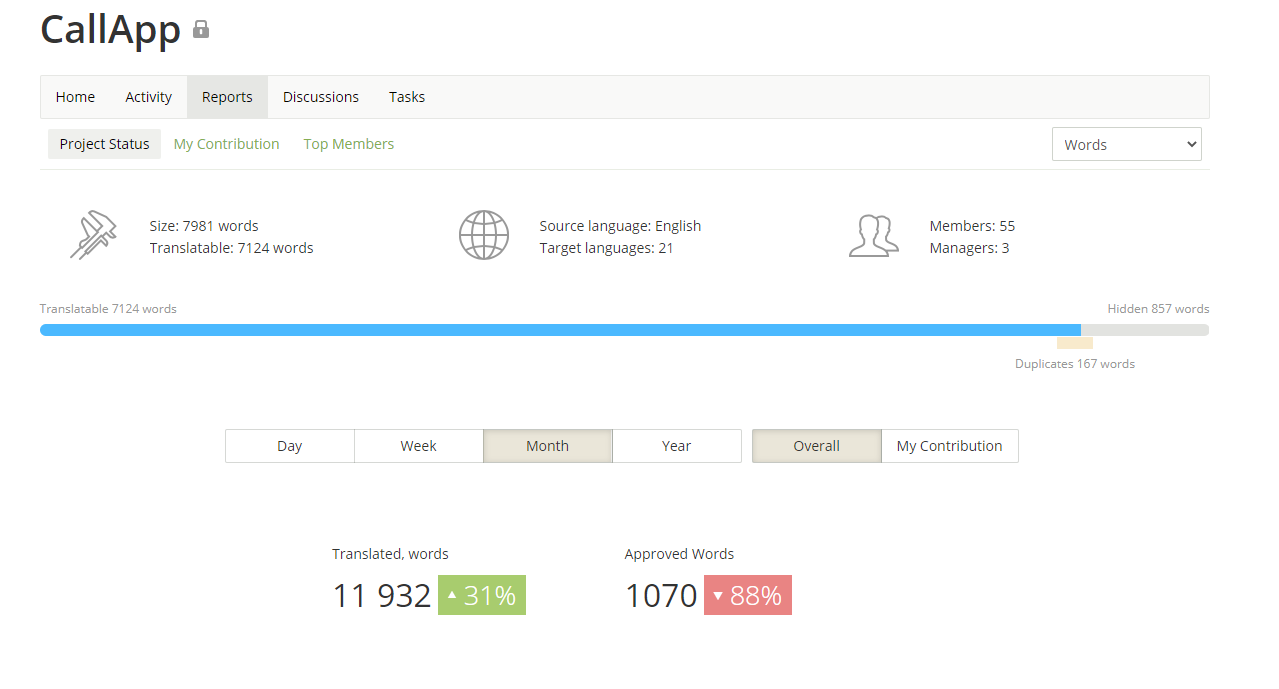 CallApp
Home Activity Reports Discussions Tasks
Project Status My Contribution Top Members Words
Size: 7981 words
Translatable: 7124 words
Source language: English
Target languages: 21
Members: 55
Managers: 3
Translatable 7124 words Hidden 857 words
Duplicates 167 words
Day Week Month Year Overall My Contribution
Translated, words
11 932 31%
Approved Words
1070 88%